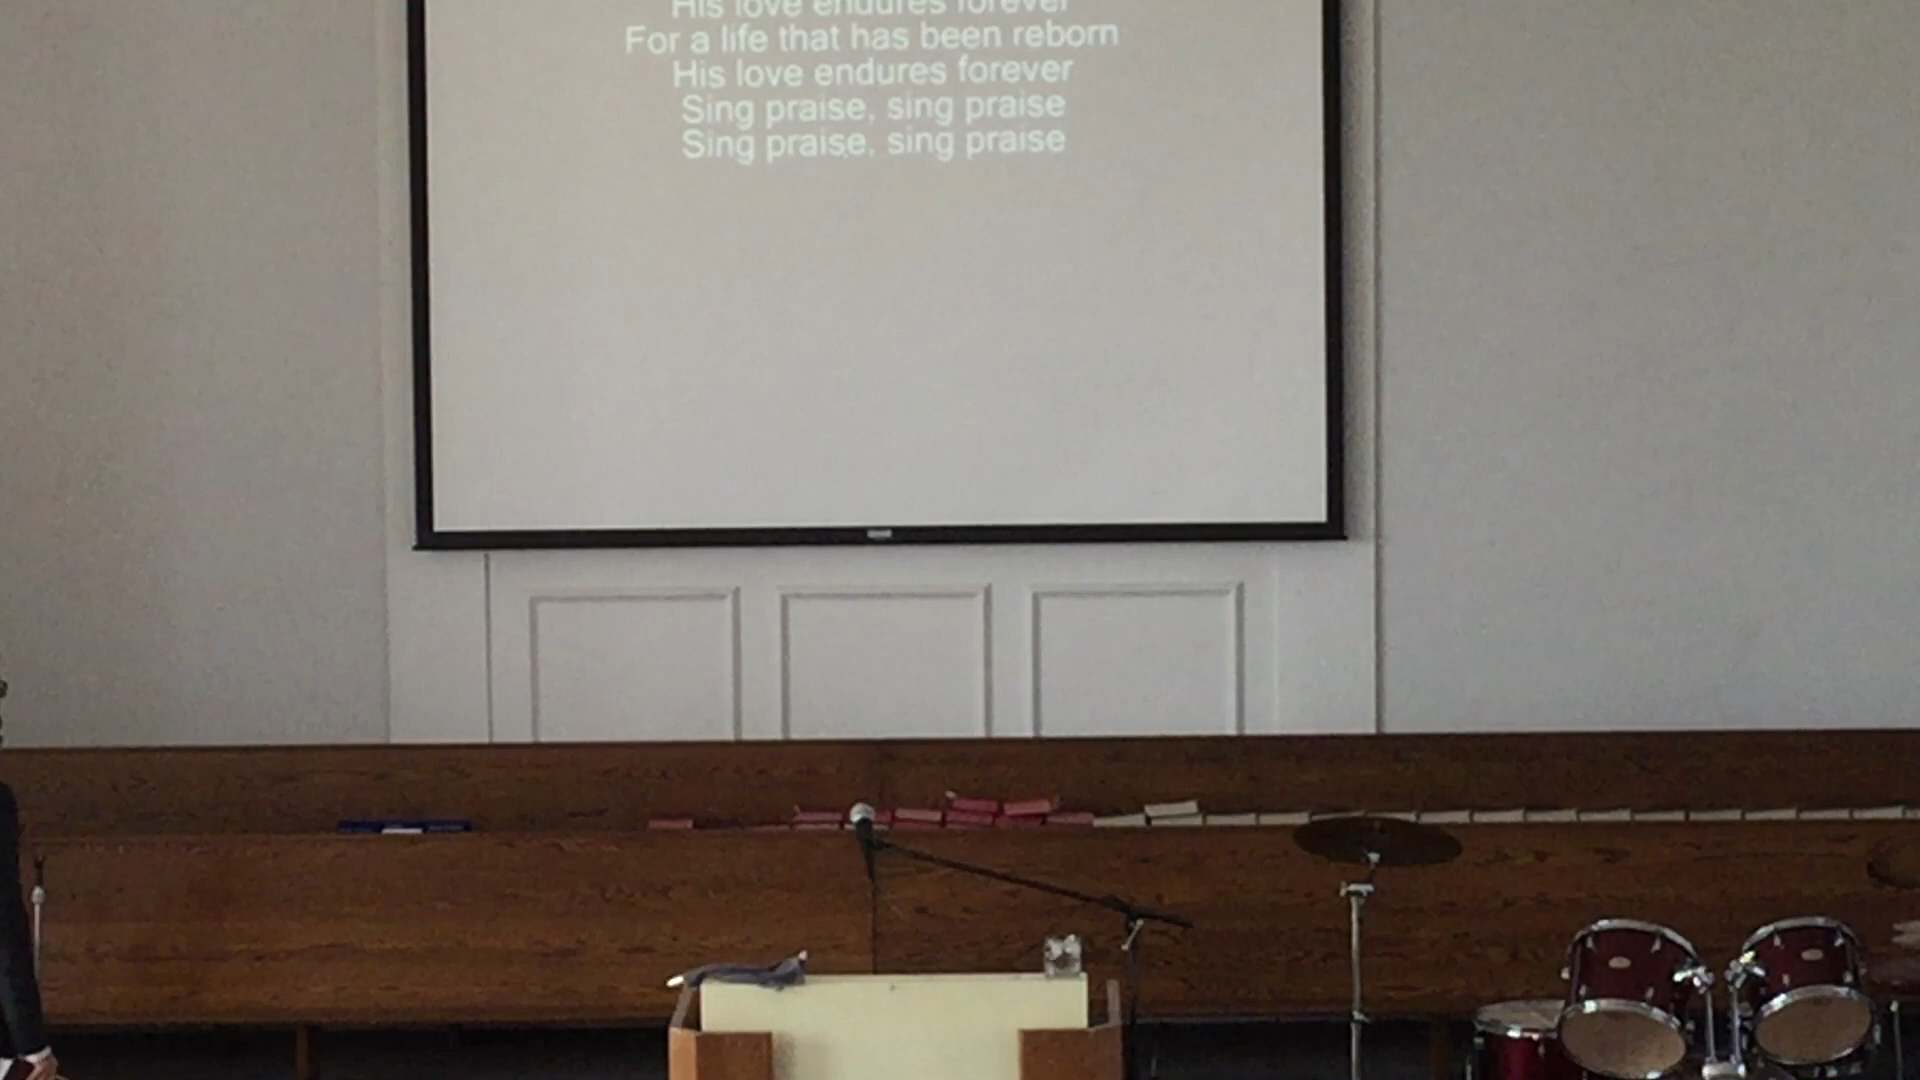 His love endures forever
For a life that has been reborn
His love endures forever
Sing praise, sing praise
Sing praise, sing praise